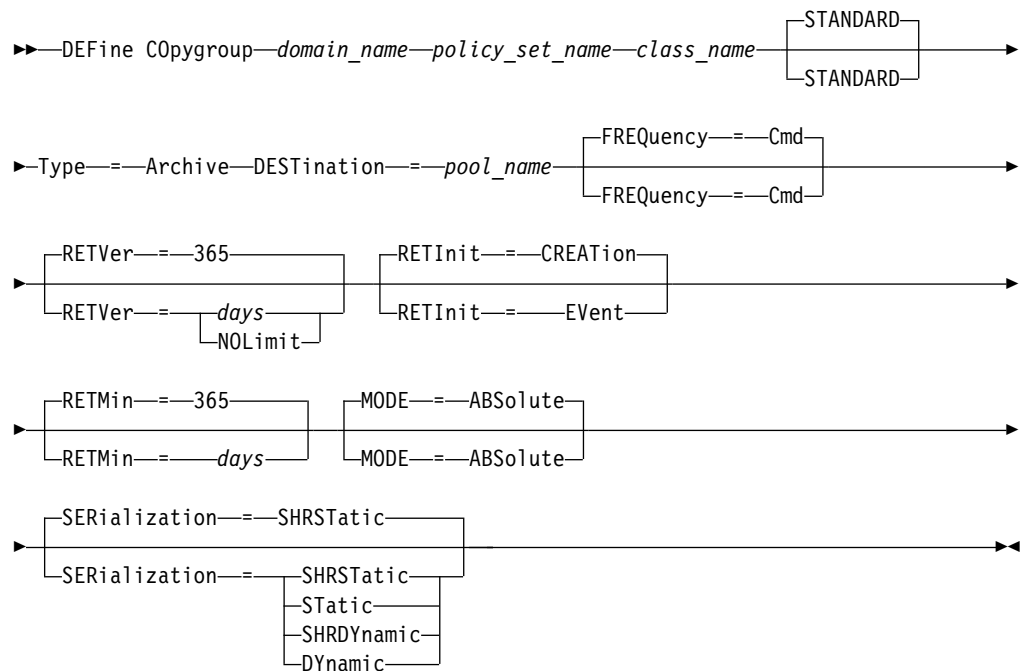 STANDARD
DEFine COpygroup domain_name policy_set_name class_name
STANDARD
FREQuency = Cmd
Type = Archive DESTination = pool_name
FREQuency = Cmd
RETVer = 365 RETInit = CREATion
RETVer = days RETInit = EVent
NOLimit
RETMin = 365 MODE = ABSolute
RETMin = days MODE = ABSolute
SERialization = SHRSTatic
SERialization = SHRSTatic
STatic
SHRDYnamic
DYnamic